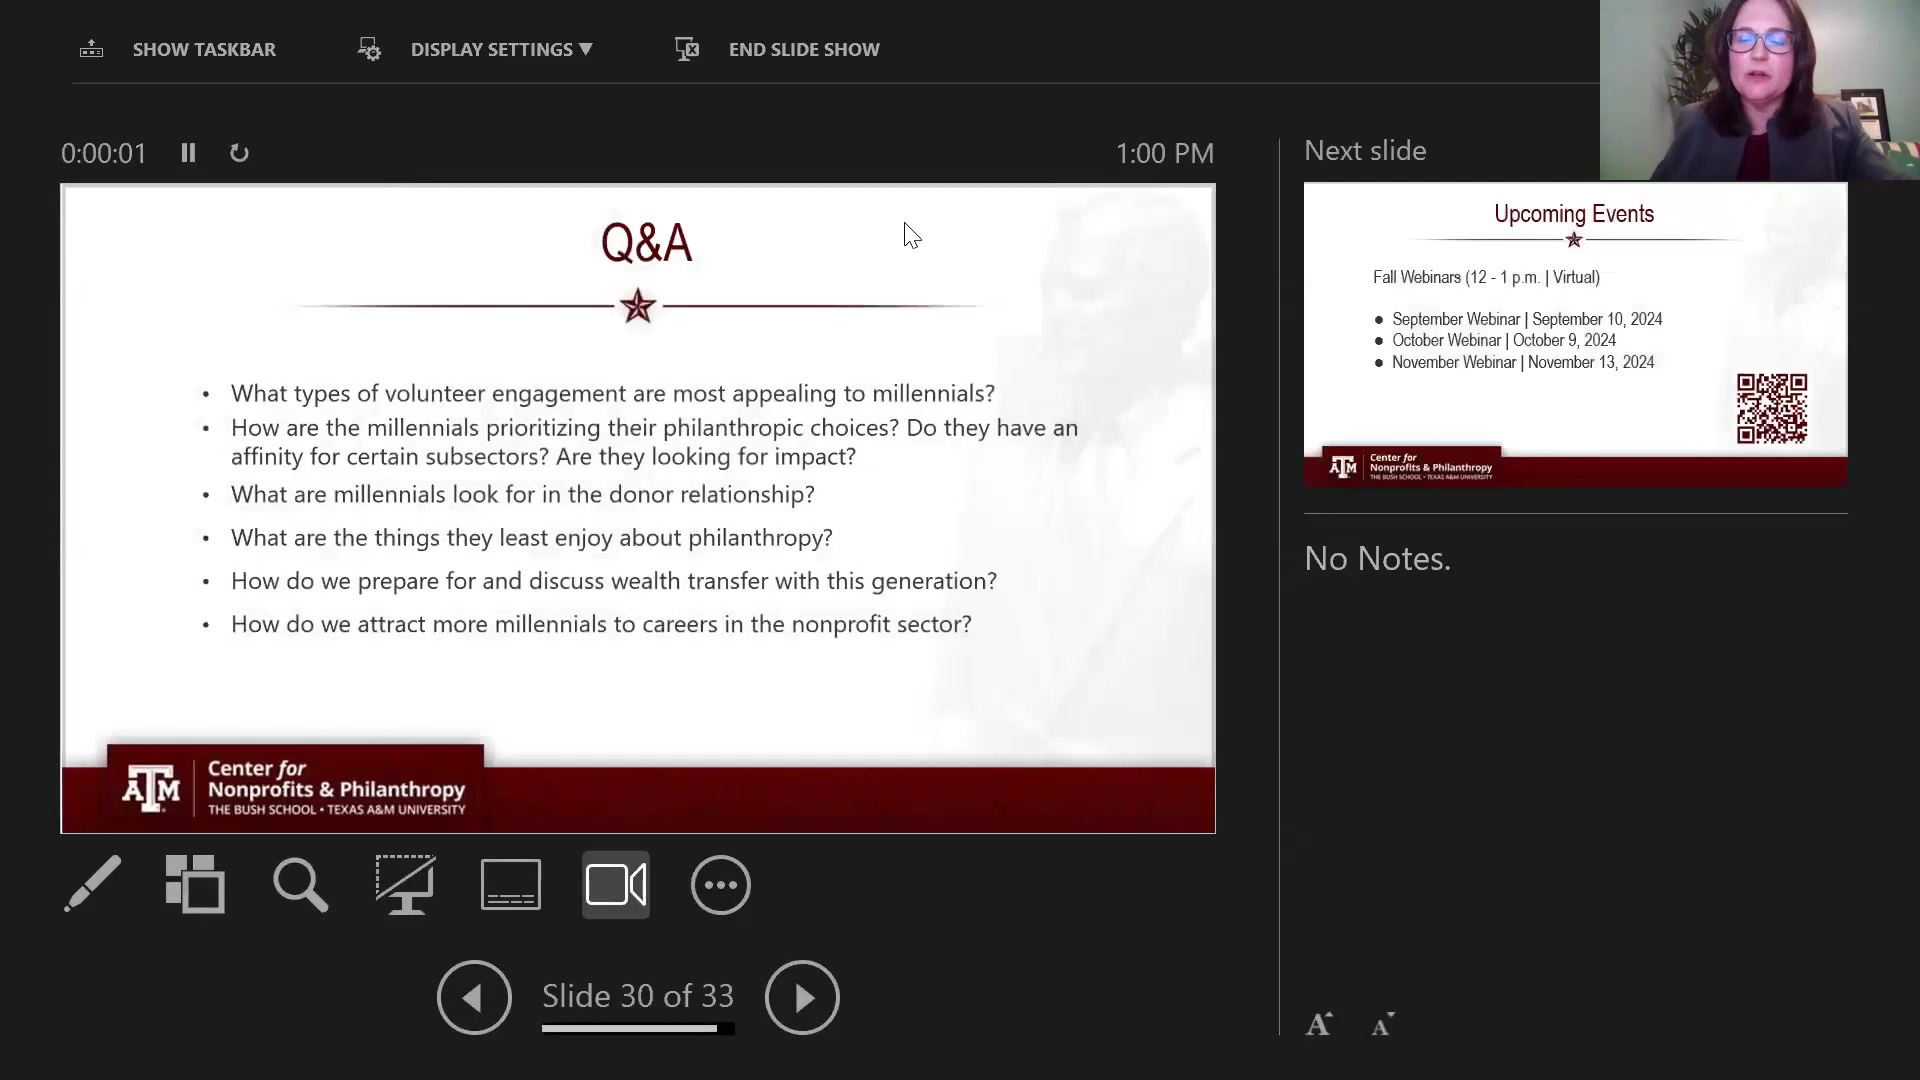 SHOW TASKBAR
DISPLAY SETTINGS ▼
END SLIDE SHOW
0:00:01
1:00 PM
Q&A
• What types of volunteer engagement are most appealing to millennials?
• How are the millennials prioritizing their philanthropic choices? Do they have an
affinity for certain subsectors? Are they looking for impact?
• What are millennials look for in the donor relationship?
• What are the things they least enjoy about philanthropy?
• How do we prepare for and discuss wealth transfer with this generation?
• How do we attract more millennials to careers in the nonprofit sector?
ATM
Center for
Nonprofits & Philanthropy
THE BUSH SCHOOL • TEXAS A&M UNIVERSITY
Slide 30 of 33
Next slide
Upcoming Events
Fall Webinars (12 - 1 p.m. | Virtual)
● September Webinar | September 10, 2024
● October Webinar | October 9, 2024
● November Webinar | November 13, 2024
ATM
Center for
Nonprofits & Philanthropy
THE BUSH SCHOOL • TEXAS A&M UNIVERSITY
No Notes.
A A